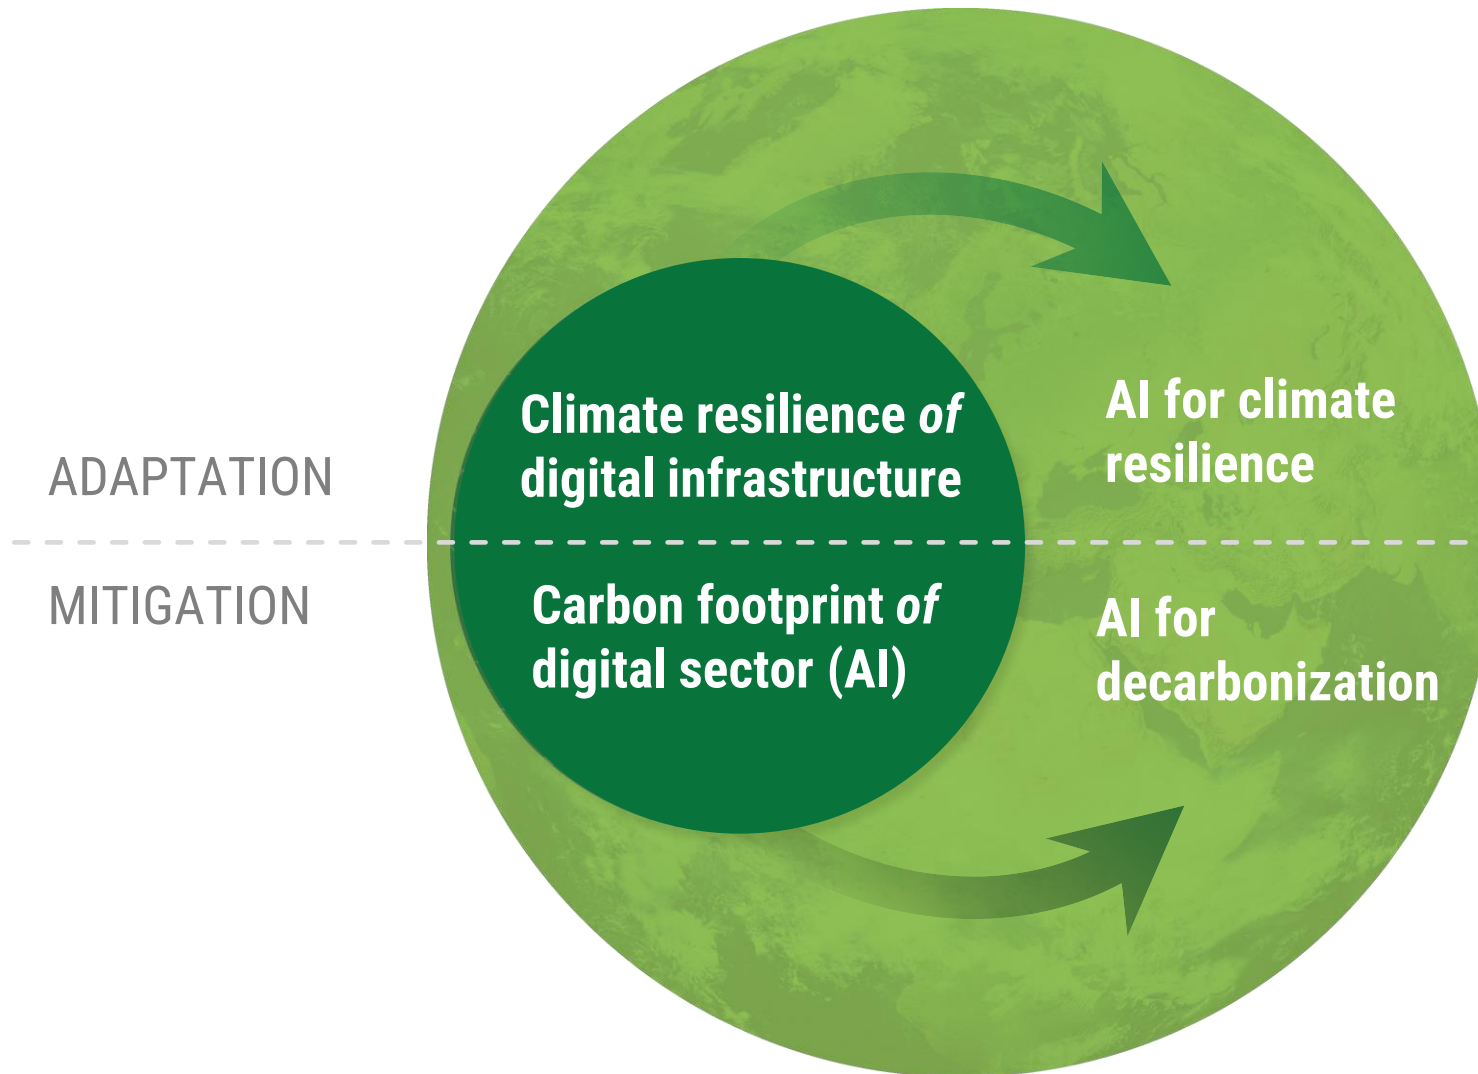 Climate resilience of
digital infrastructure
AI for climate
resilience
ADAPTATION
MITIGATION
Carbon footprint of
digital sector (AI)
AI for
decarbonization